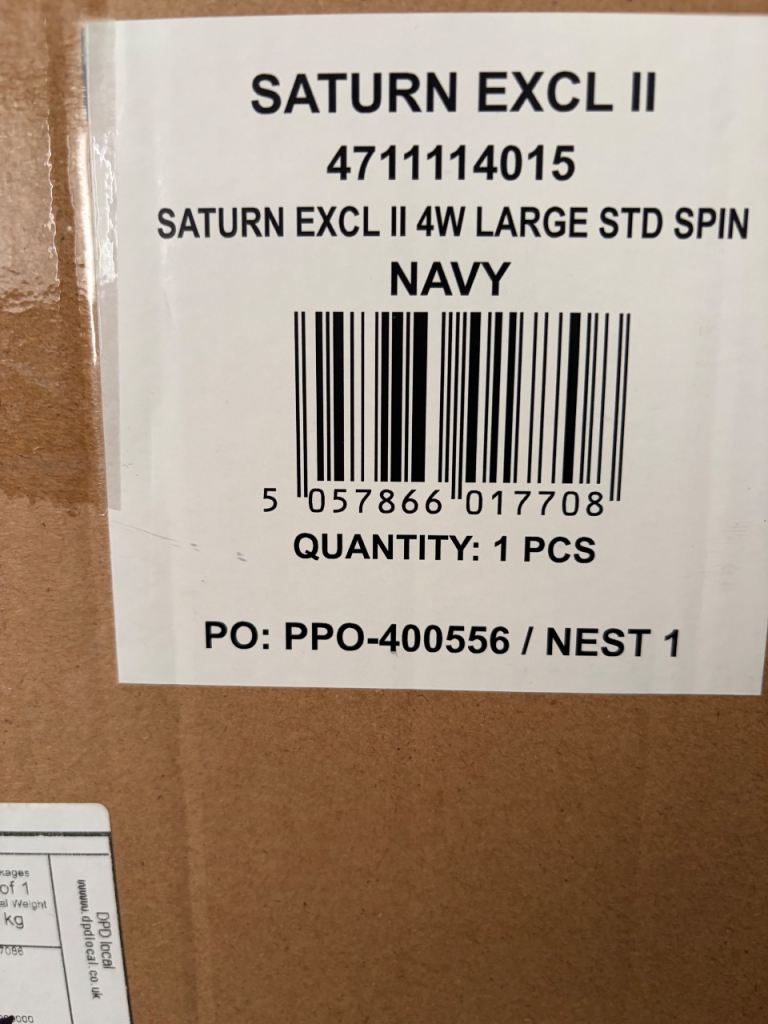 SATURN EXCL II
4711114015
SATURN EXCL II 4W LARGE STD SPIN
NAVY
5 057866 017708
QUANTITY: 1 PCS
PO: PPO-400556 / NEST 1
of 1
Weight
kg
DPD local
www.dpdlocal.co.uk